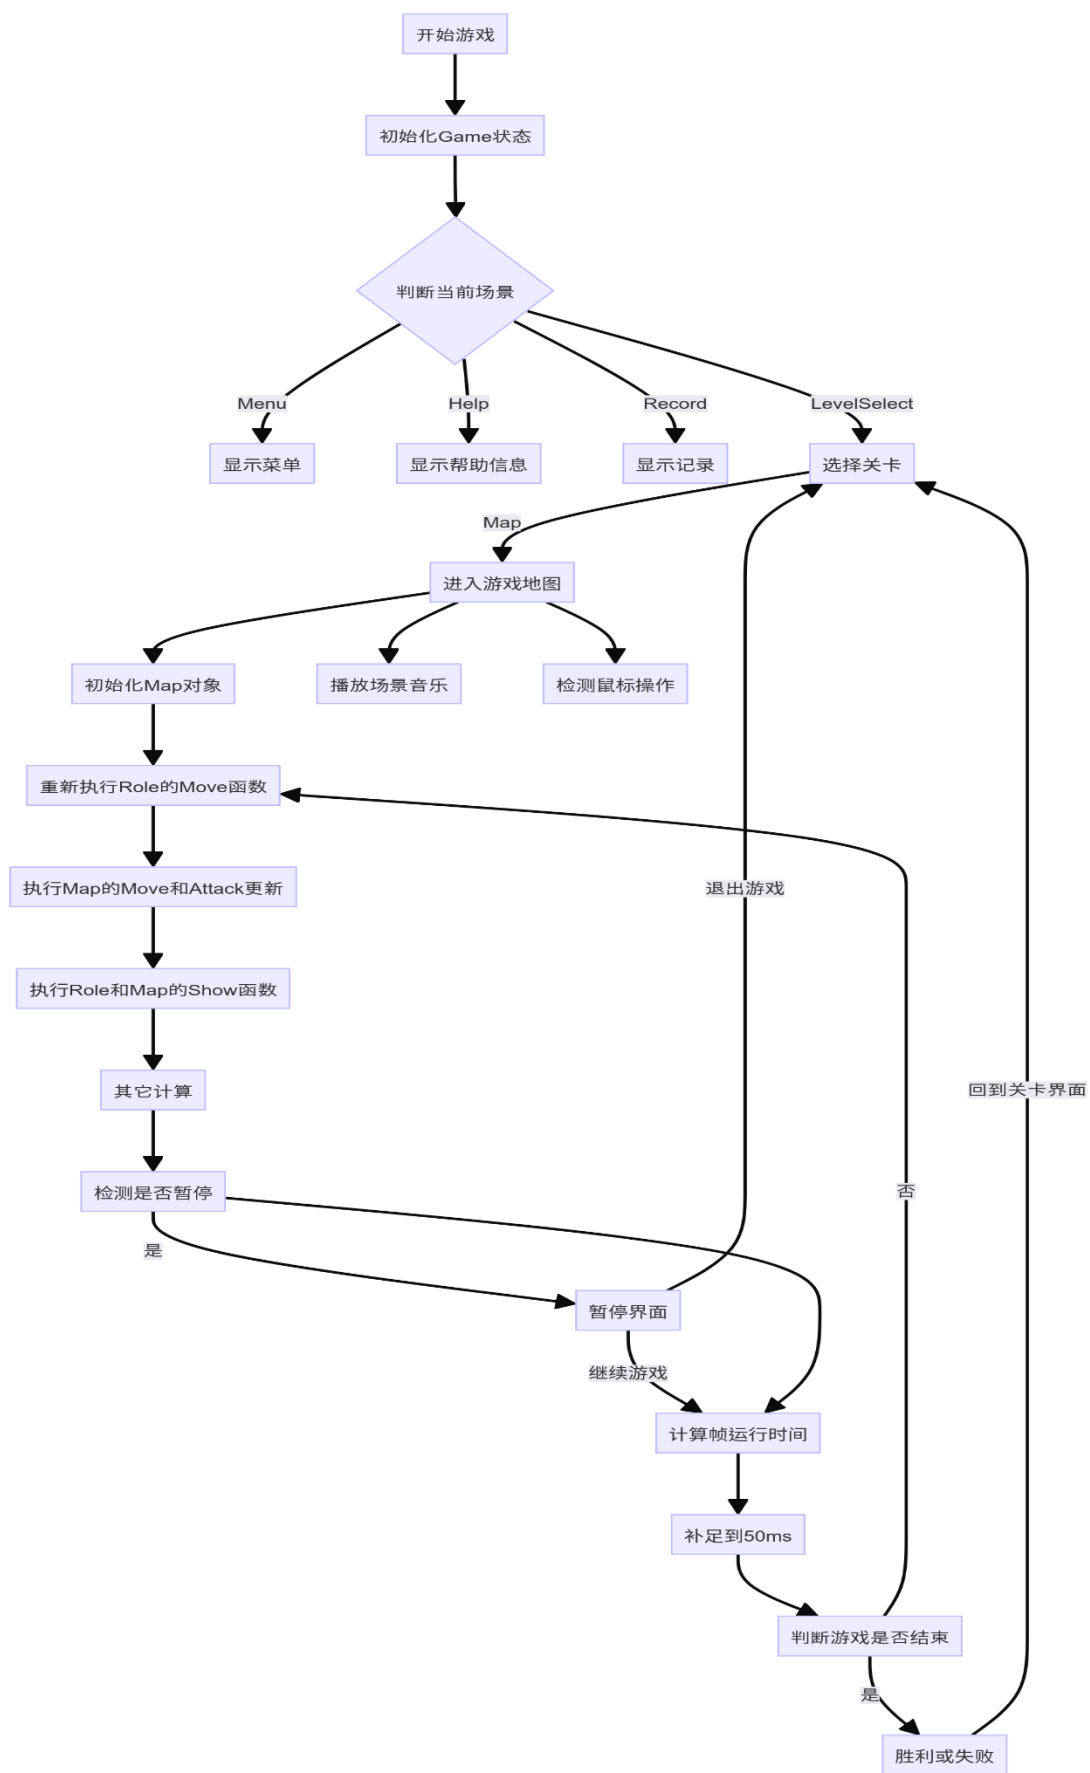 开始游戏
初始化Game状态
判断当前场景
Menu
Help
Record
LevelSelect
显示菜单
显示帮助信息
显示记录
选择关卡
Map
进入游戏地图
初始化Map对象
播放场景音乐
检测鼠标操作
重新执行Role的Move函数
执行Map的Move和Attack更新
退出游戏
执行Role和Map的Show函数
其它计算
回到关卡界面
检测是否暂停
否
是
暂停界面
继续游戏
计算帧运行时间
补足到50ms
判断游戏是否结束
是
胜利或失败